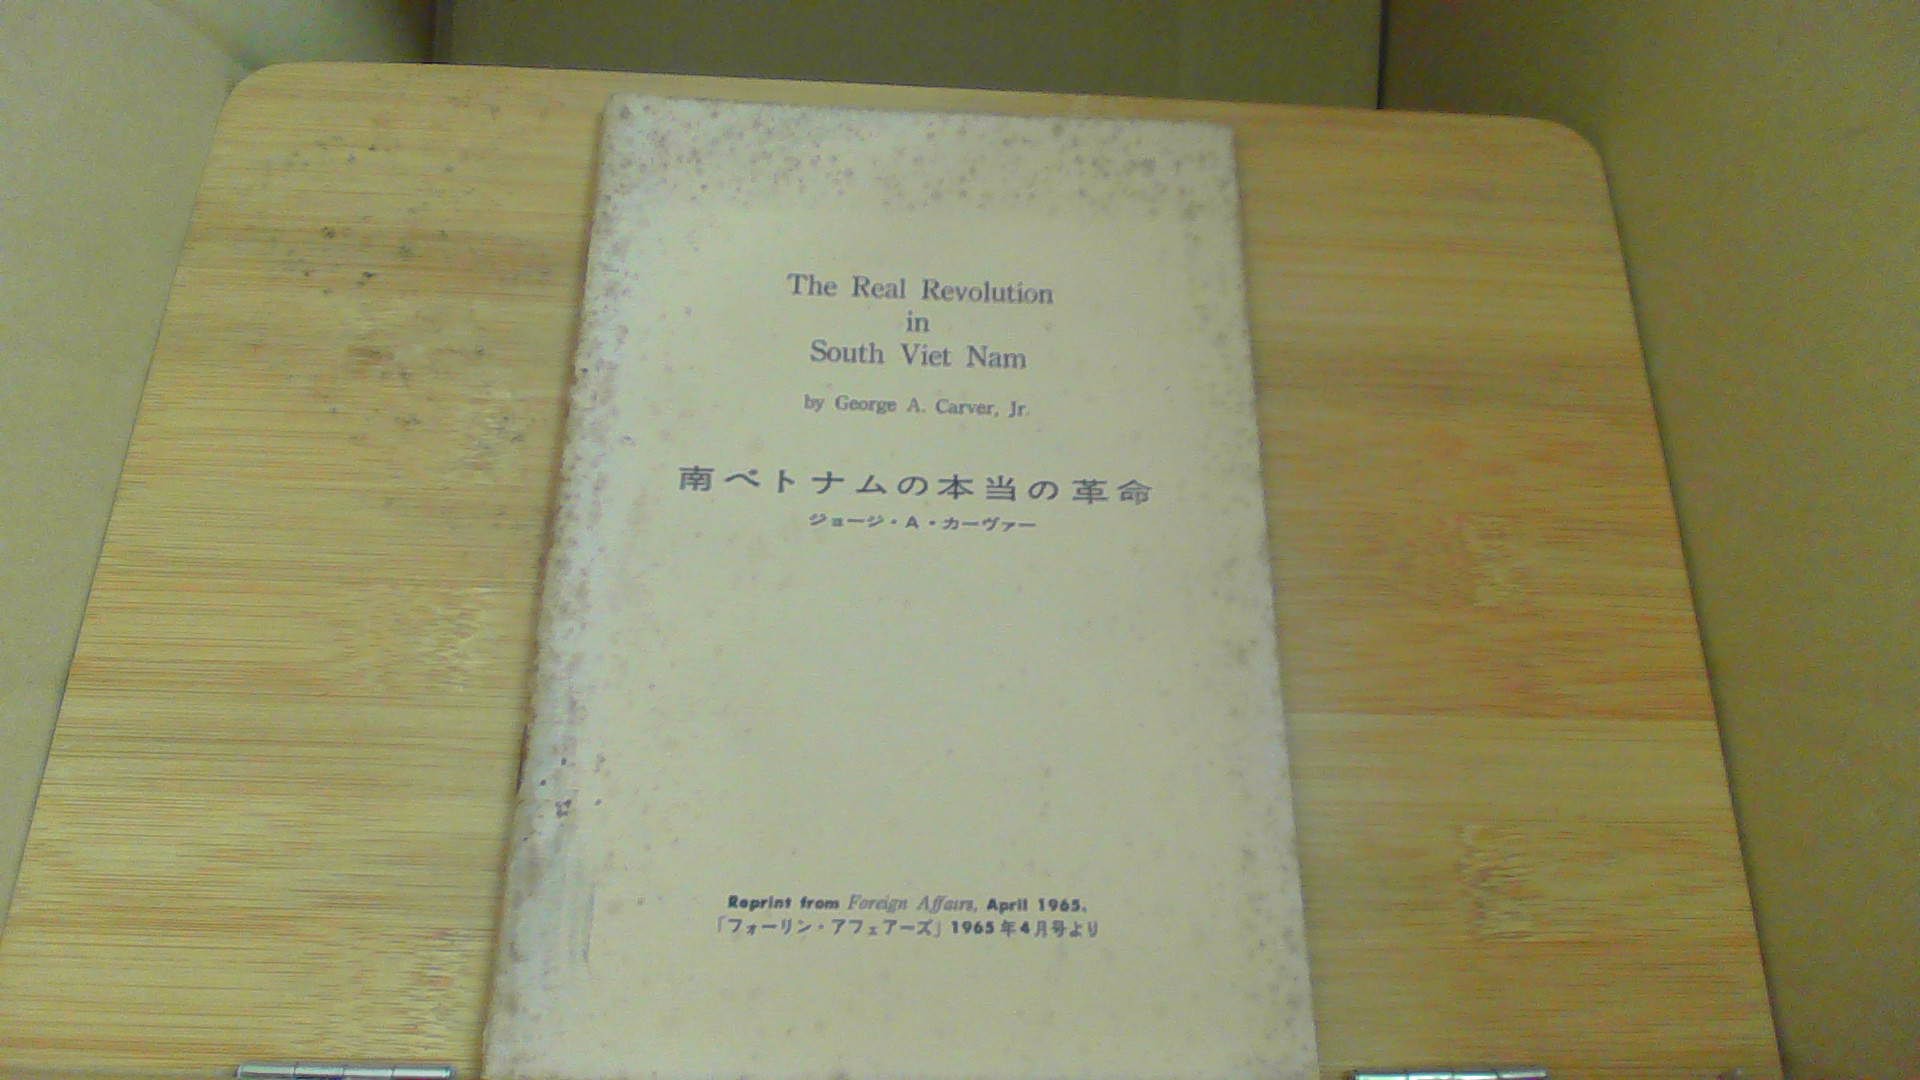 The Real Revolution
in
South Viet Nam
by George A. Carver, Jr.
南ベトナムの本当の革命
ジョージ・A・カーヴァー
Reprint from Foreign Affairs, April 1965.
「フォーリン・アフェアーズ」1965年4月号より